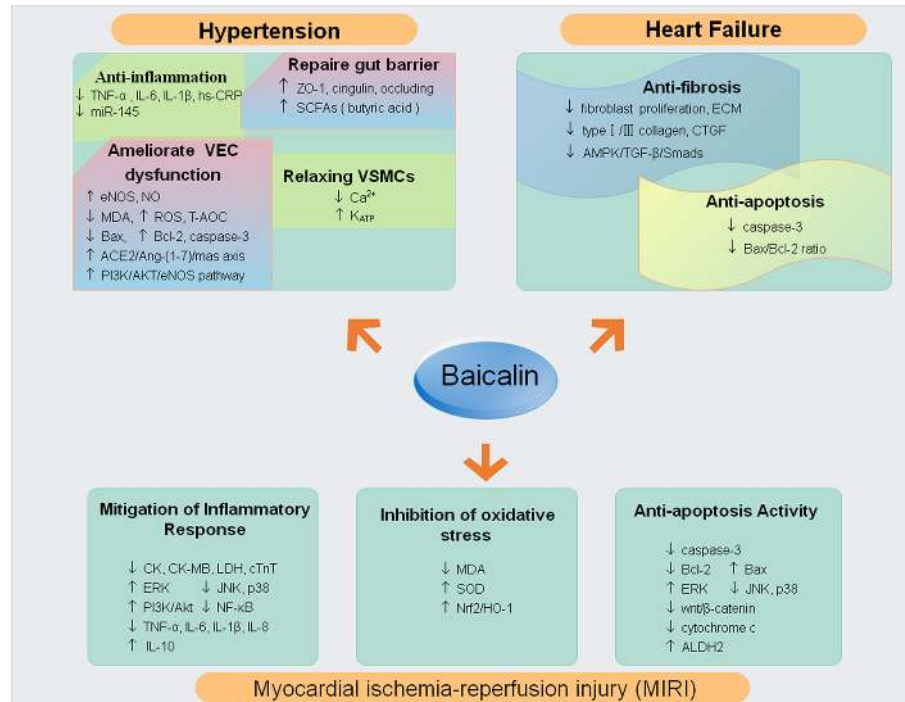 Hypertension
Anti-inflammation
↓ TNF-α, IL-6, IL-1β, hs-CRP
↓ miR-145
Repaire gut barrier
↑ ZO-1, cingulin, occluding
↑ SCFAs ( butyric acid )
Ameliorate VEC
dysfunction
↑ eNOS, NO
↓ MDA, ↑ ROS, T-AOC
↓ Bax, ↑ Bcl-2, caspase-3
↑ ACE2/Ang-(1-7)/mas axis
↑ PI3K/AKT/eNOS pathway
Relaxing VSMCs
↓ Ca²⁺
↑ K_ATP
Heart Failure
Anti-fibrosis
↓ fibroblast proliferation, ECM
↓ type Ⅰ/Ⅲ collagen, CTGF
↓ AMPK/TGF-β/Smads
Anti-apoptosis
↓ caspase-3
↓ Bax/Bcl-2 ratio
Baicalin
Mitigation of Inflammatory
Response
↓ CK, CK-MB, LDH, cTnT
↑ ERK ↓ JNK, p38
↑ PI3K/Akt ↓ NF-κB
↓ TNF-α, IL-6, IL-1β, IL-8
↑ IL-10
Inhibition of oxidative
stress
↓ MDA
↑ SOD
↑ Nrf2/HO-1
Anti-apoptosis Activity
↓ caspase-3
↓ Bcl-2 ↑ Bax
↑ ERK ↓ JNK, p38
↓ wnt/β-catenin
↓ cytochrome c
↑ ALDH2
Myocardial ischemia-reperfusion injury (MIRI)